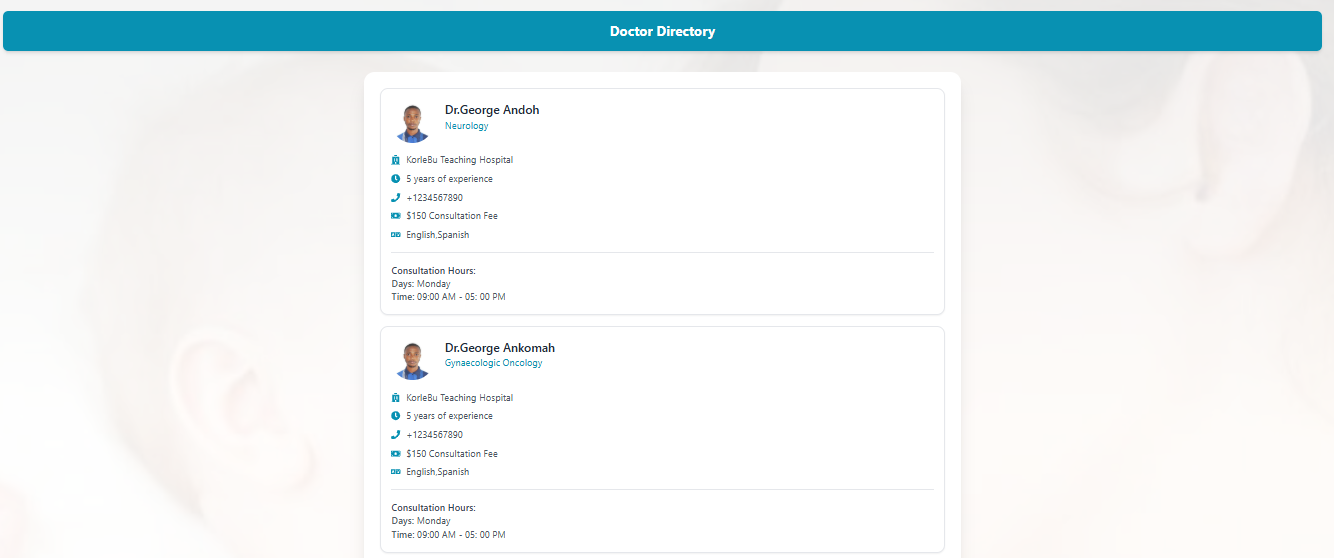 Doctor Directory
Dr.George Andoh
Neurology
KorleBu Teaching Hospital
5 years of experience
+1234567890
$150 Consultation Fee
English,Spanish
Consultation Hours:
Days: Monday
Time: 09:00 AM - 05: 00 PM
Dr.George Ankomah
Gynaecologic Oncology
KorleBu Teaching Hospital
5 years of experience
+1234567890
$150 Consultation Fee
English,Spanish
Consultation Hours:
Days: Monday
Time: 09:00 AM - 05: 00 PM